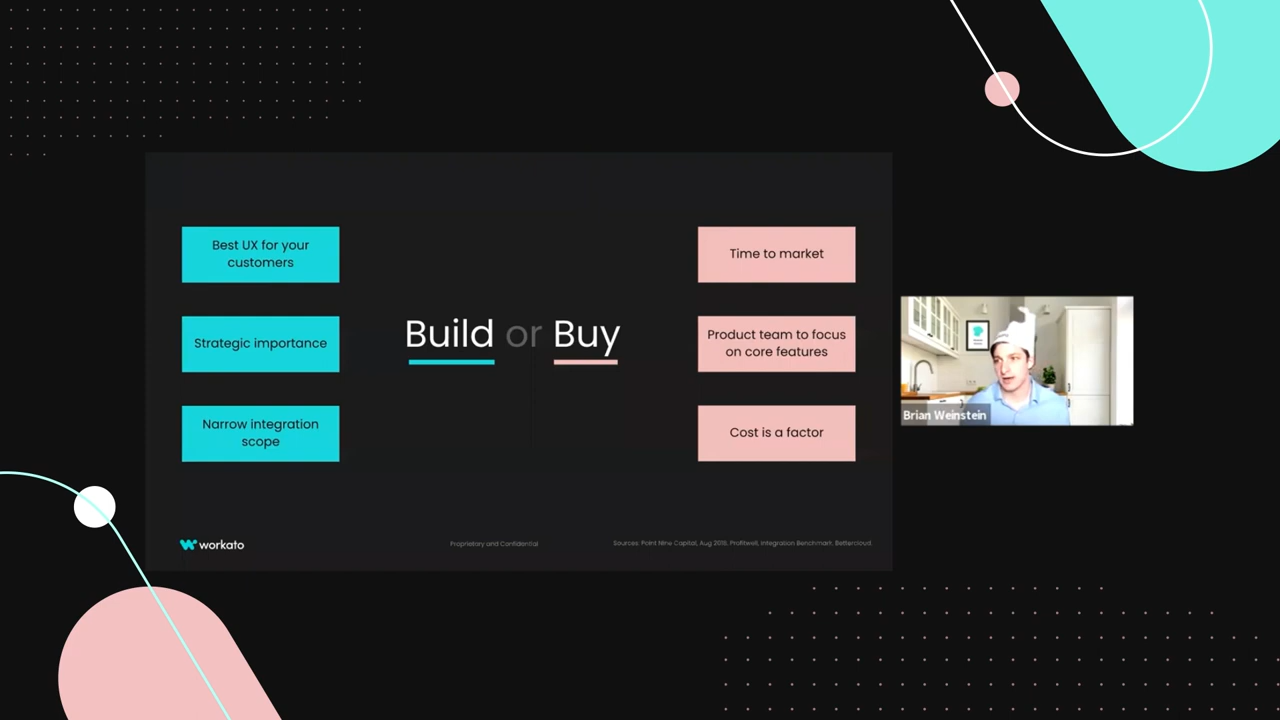 Best UX for your
customers
Strategic importance
Narrow integration
scope
Build or Buy
Time to market
Product team to focus
on core features
Cost is a factor
Brian Weinstein
workato
Proprietary and Confidential
Sources: Point Nine Capital, Aug 2018, Profitwell, Integration Benchmark, Bettercloud.